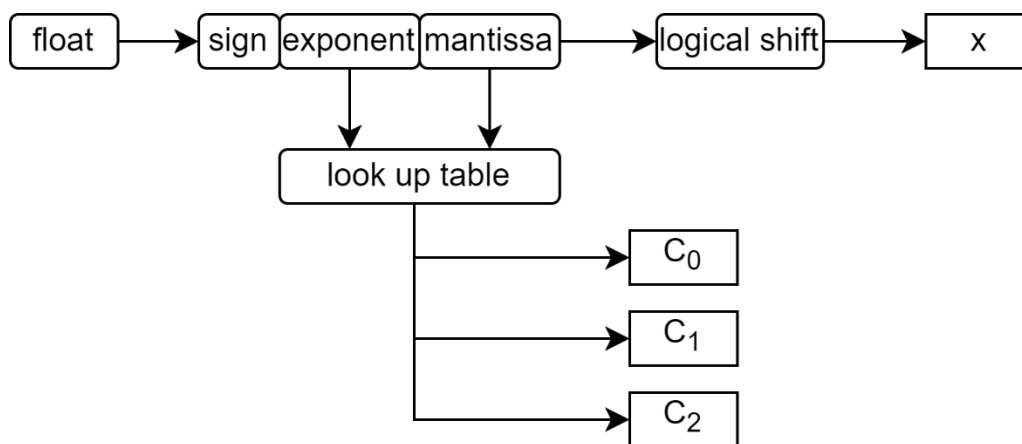 float
sign
exponent
mantissa
logical shift
x
look up table
C₀
C₁
C₂